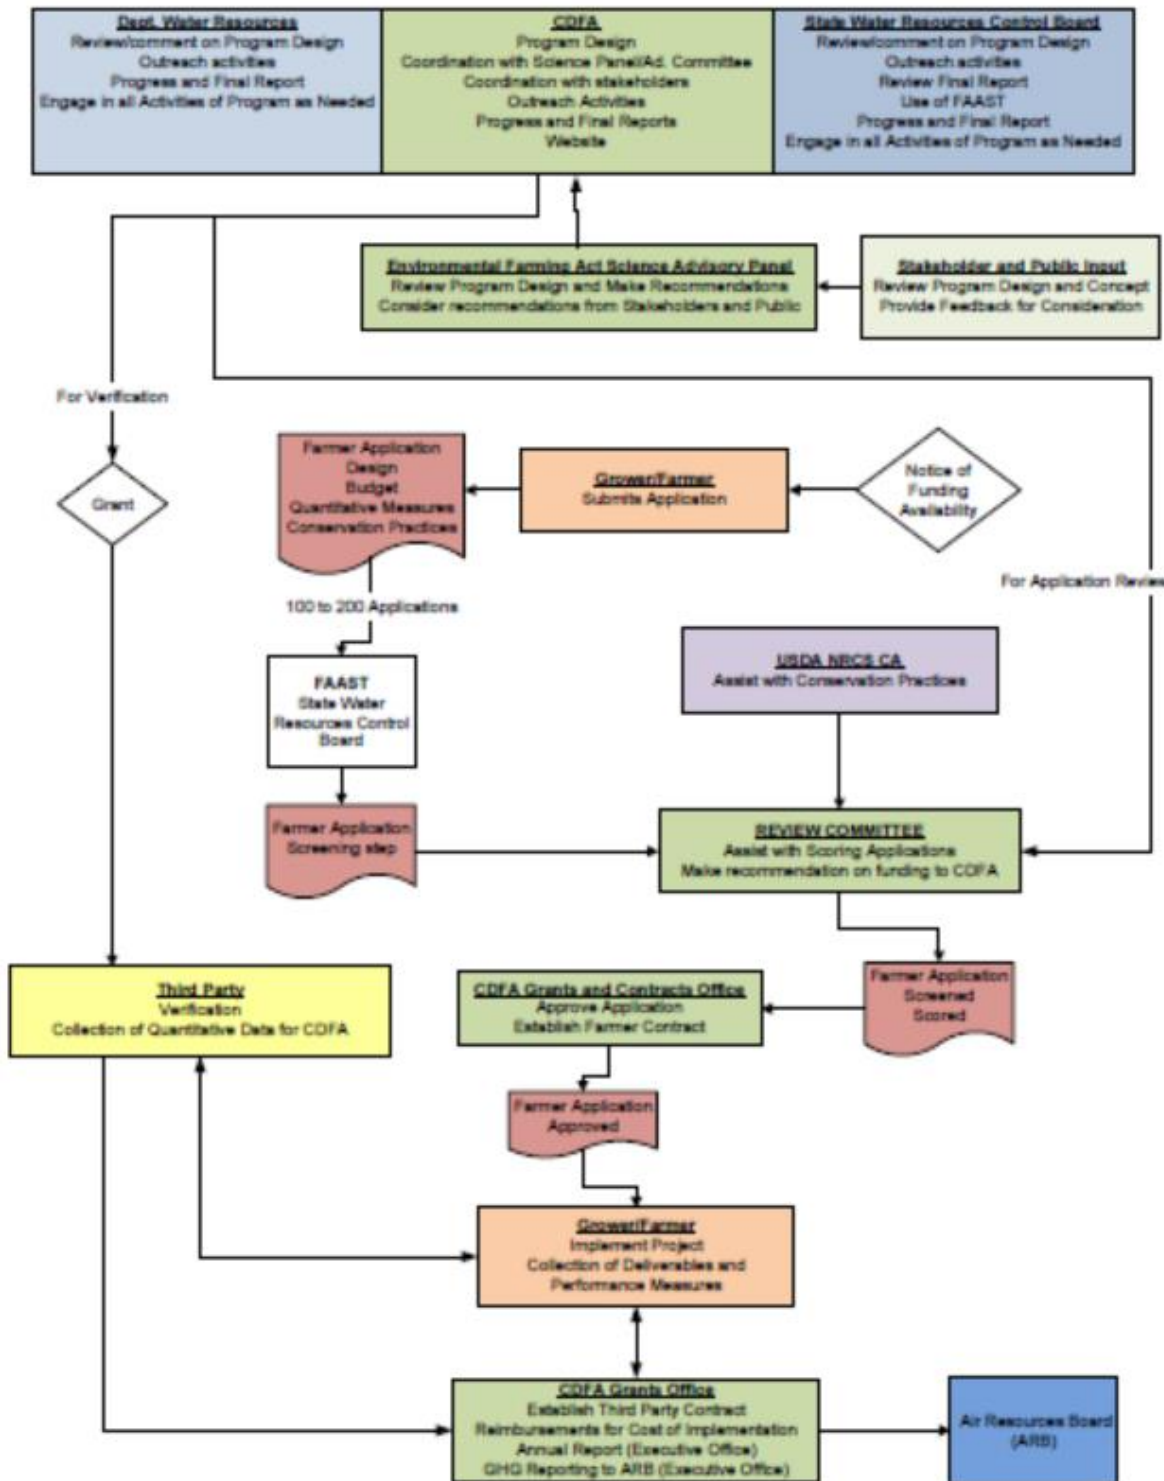 Dept. Water Resources
Review/comment on Program Design
Outreach activities
Progress and Final Report
Engage in all Activities of Program as Needed
CDFA
Program Design
Coordination with Science Panel/Ad. Committee
Coordination with stakeholders
Outreach Activities
Progress and Final Reports
Website
State Water Resources Control Board
Review/comment on Program Design
Outreach activities
Review Final Report
Use of FAAST
Progress and Final Report
Engage in all Activities of Program as Needed
Environmental Farming Act Science Advisory Panel
Review Program Design and Make Recommendations
Consider recommendations from Stakeholders and Public
Stakeholder and Public Input
Review Program Design and Concept
Provide Feedback for Consideration
For Verification
Grant
Farmer Application
Design
Budget
Quantitative Measures
Conservation Practices
Grower/Farmer
Submits Application
Notice of
Funding
Availability
For Application Review
100 to 200 Applications
FAAST
State Water
Resources Control
Board
USDA NRCS CA
Assist with Conservation Practices
Farmer Application
Screening step
REVIEW COMMITTEE
Assist with Scoring Applications
Make recommendation on funding to CDFA
Third Party
Verification
Collection of Quantitative Data for CDFA
CDFA Grants and Contracts Office
Approve Application
Establish Farmer Contract
Farmer Application
Screened
Scored
Farmer Application
Approved
Grower/Farmer
Implement Project
Collection of Deliverables and
Performance Measures
CDFA Grants Office
Establish Third Party Contract
Reimbursements for Cost of Implementation
Annual Report (Executive Office)
GHG Reporting to ARB (Executive Office)
Air Resources Board
(ARB)